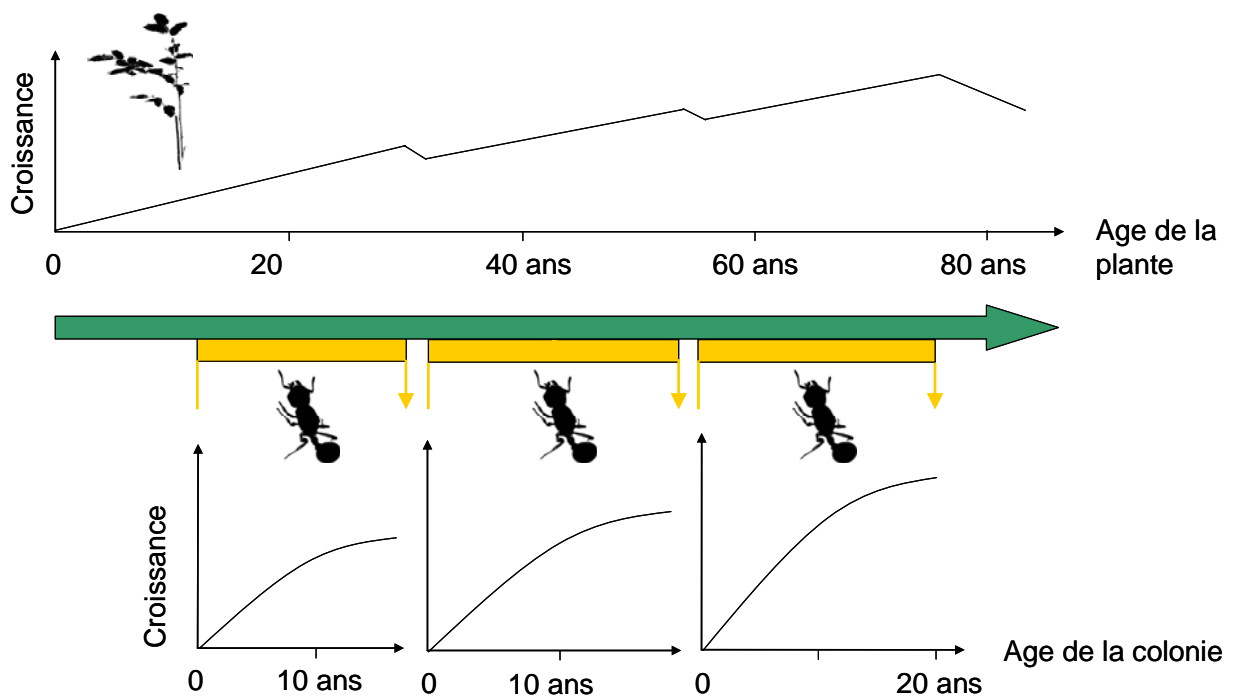 Croissance
Age de la
plante
0
20
40 ans
60 ans
80 ans
Croissance
0
10 ans
0
10 ans
0
20 ans
Age de la colonie